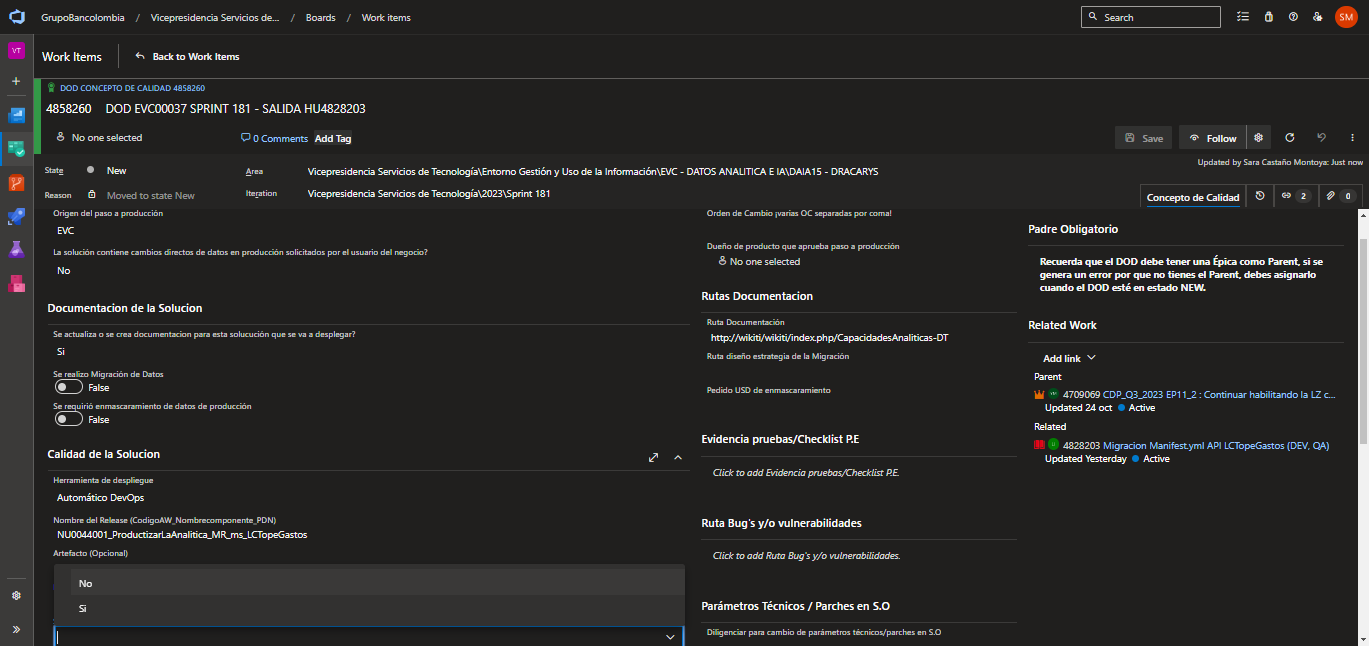 GrupoBancolombia / Vicepresidencia Servicios de... / Boards / Work items
Search
SM
VT
Work Items
Back to Work Items
DOD CONCEPTO DE CALIDAD 4858260
4858260 DOD EVC00037 SPRINT 181 - SALIDA HU4828203
No one selected
0 Comments
Add Tag
Save
Follow
Updated by Sara Castaño Montoya: Just now
State
New
Area
Vicepresidencia Servicios de Tecnología\Entorno Gestión y Uso de la Información\EVC - DATOS ANALITICA E IA\DAIA15 - DRACARYS
Reason
Moved to state New
Iteration
Vicepresidencia Servicios de Tecnología\2023\Sprint 181
Concepto de Calidad
2
0
Origen del paso a producción
EVC
La solución contiene cambios directos de datos en producción solicitados por el usuario del negocio?
No
Documentacion de la Solucion
Se actualiza o se crea documentacion para esta solucución que se va a desplegar?
Si
Se realizo Migración de Datos
False
Se requirió enmascaramiento de datos de producción
False
Calidad de la Solucion
Herramienta de despliegue
Automático DevOps
Nombre del Release (CodigoAW_Nombrecomponente_PDN)
NU0044001_ProductizarLaAnalitica_MR_ms_LCTopeGastos
Artefacto (Opcional)
No
Si
Orden de Cambio ¡varias OC separadas por coma!
Dueño de producto que aprueba paso a producción
No one selected
Rutas Documentacion
Ruta Documentación
http://wikiti/wikiti/index.php/CapacidadesAnaliticas-DT
Ruta diseño estrategia de la Migración
Pedido USD de enmascaramiento
Evidencia pruebas/Checklist P.E
Click to add Evidencia pruebas/Checklist P.E.
Ruta Bug's y/o vulnerabilidades
Click to add Ruta Bug's y/o vulnerabilidades.
Parámetros Técnicos / Parches en S.O
Diligenciar para cambio de parámetros técnicos/parches en S.O
Padre Obligatorio
Recuerda que el DOD debe tener una Épica como Parent, si se
genera un error por que no tienes el Parent, debes asignarlo
cuando el DOD esté en estado NEW.
Related Work
Add link
Parent
4709069 CDP_Q3_2023 EP11_2 : Continuar habilitando la LZ c...
Updated 24 oct Active
Related
4828203 Migracion Manifest.yml API LCTopeGastos (DEV, QA)
Updated Yesterday Active